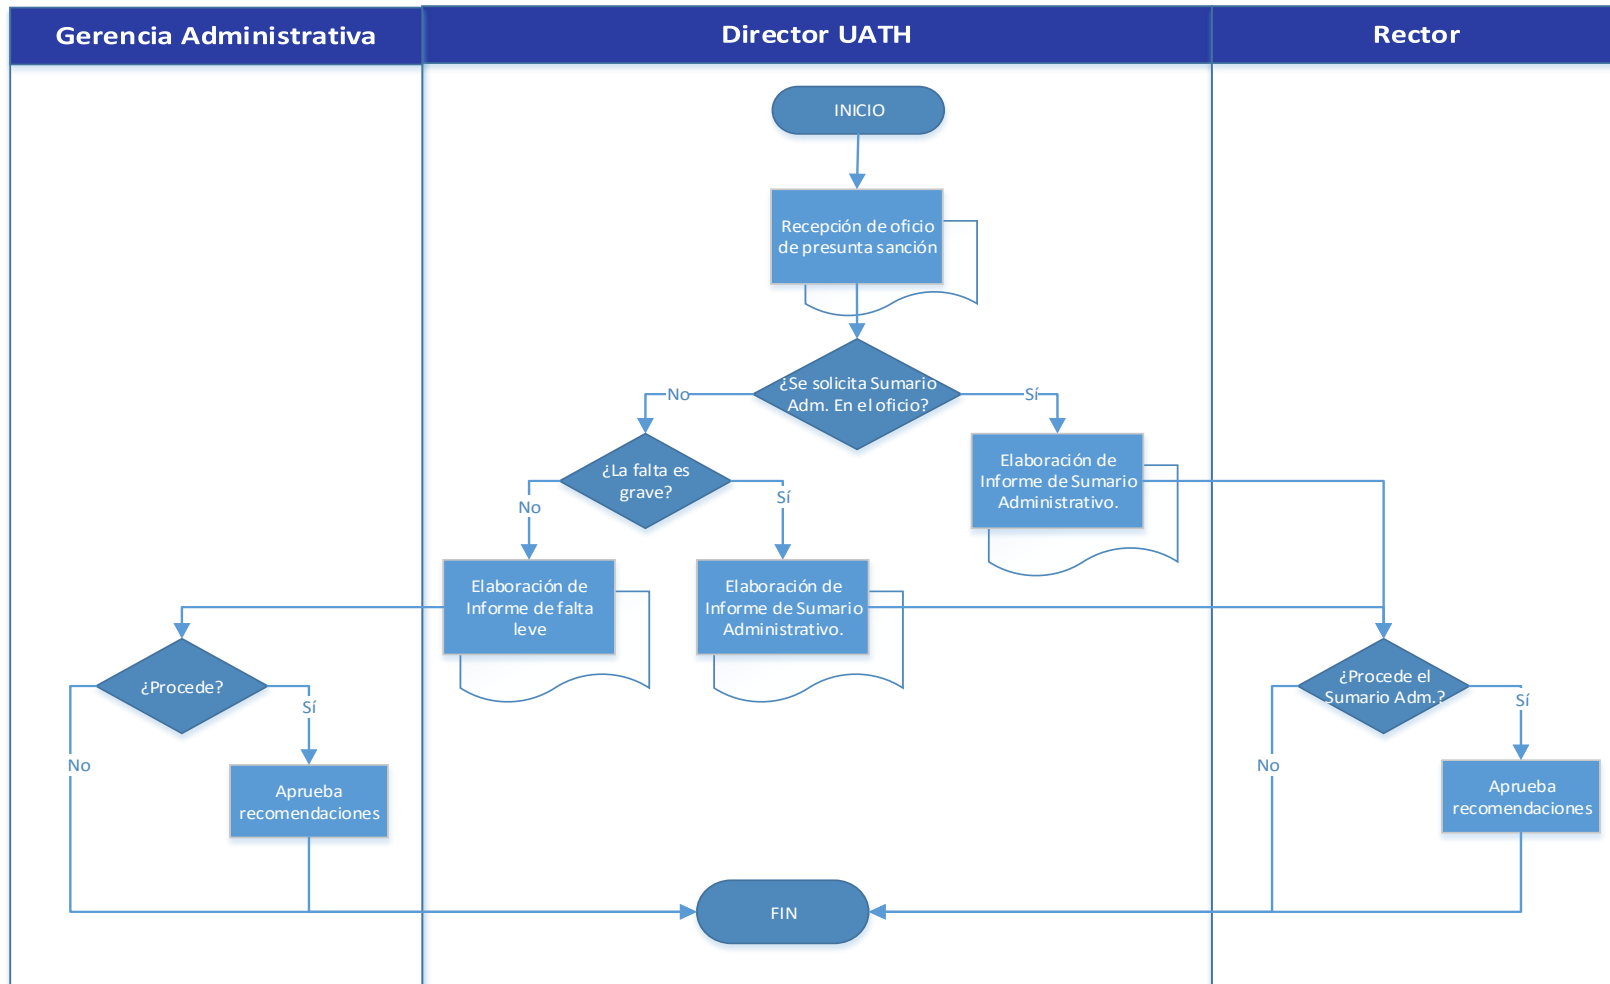 Gerencia Administrativa
Director UATH
Rector
INICIO
Recepción de oficio
de presunta sanción
¿Se solicita Sumario
Adm. En el oficio?
No
Sí
¿La falta es
grave?
Elaboración de
Informe de Sumario
Administrativo.
No
Sí
Elaboración de
Informe de falta
leve
Elaboración de
Informe de Sumario
Administrativo.
¿Procede?
¿Procede el
Sumario Adm.?
Sí
Sí
No
No
Aprueba
recomendaciones
Aprueba
recomendaciones
FIN